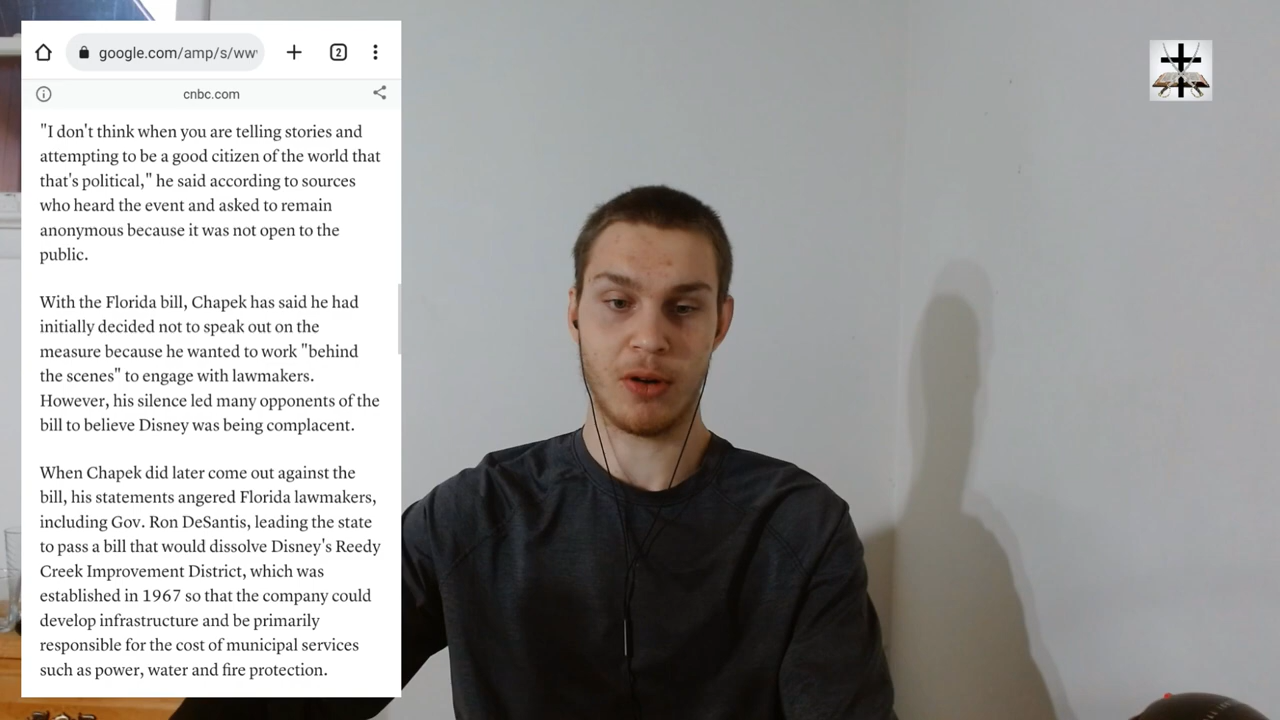 google.com/amp/s/ww
2
cnbc.com
"I don't think when you are telling stories and
attempting to be a good citizen of the world that
that's political," he said according to sources
who heard the event and asked to remain
anonymous because it was not open to the
public.
With the Florida bill, Chapek has said he had
initially decided not to speak out on the
measure because he wanted to work "behind
the scenes" to engage with lawmakers.
However, his silence led many opponents of the
bill to believe Disney was being complacent.
When Chapek did later come out against the
bill, his statements angered Florida lawmakers,
including Gov. Ron DeSantis, leading the state
to pass a bill that would dissolve Disney's Reedy
Creek Improvement District, which was
established in 1967 so that the company could
develop infrastructure and be primarily
responsible for the cost of municipal services
such as power, water and fire protection.